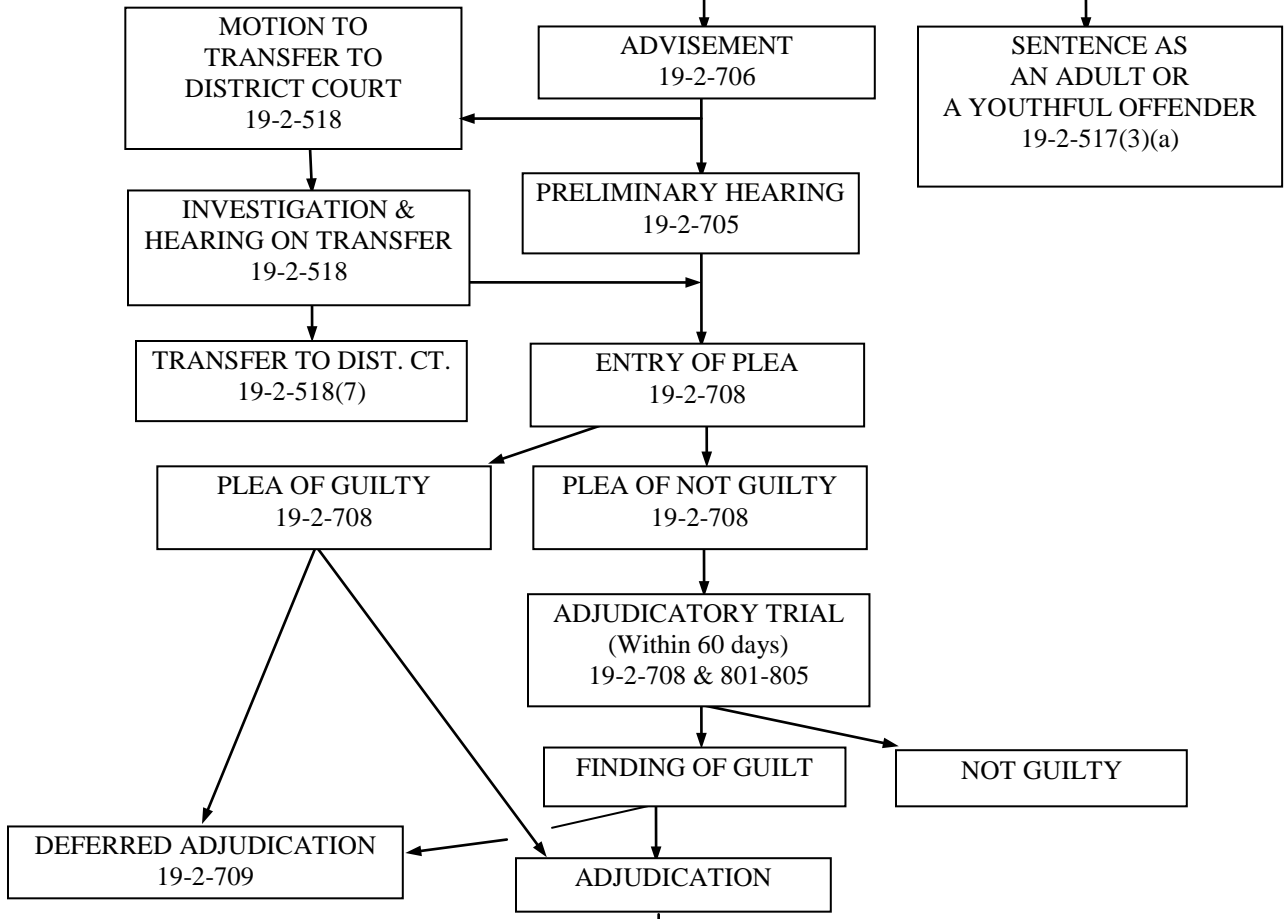 MOTION TO
TRANSFER TO
DISTRICT COURT
19-2-518
ADVISEMENT
19-2-706
SENTENCE AS
AN ADULT OR
A YOUTHFUL OFFENDER
19-2-517(3)(a)
INVESTIGATION &
HEARING ON TRANSFER
19-2-518
PRELIMINARY HEARING
19-2-705
TRANSFER TO DIST. CT.
19-2-518(7)
ENTRY OF PLEA
19-2-708
PLEA OF GUILTY
19-2-708
PLEA OF NOT GUILTY
19-2-708
ADJUDICATORY TRIAL
(Within 60 days)
19-2-708 & 801-805
FINDING OF GUILT
NOT GUILTY
DEFERRED ADJUDICATION
19-2-709
ADJUDICATION